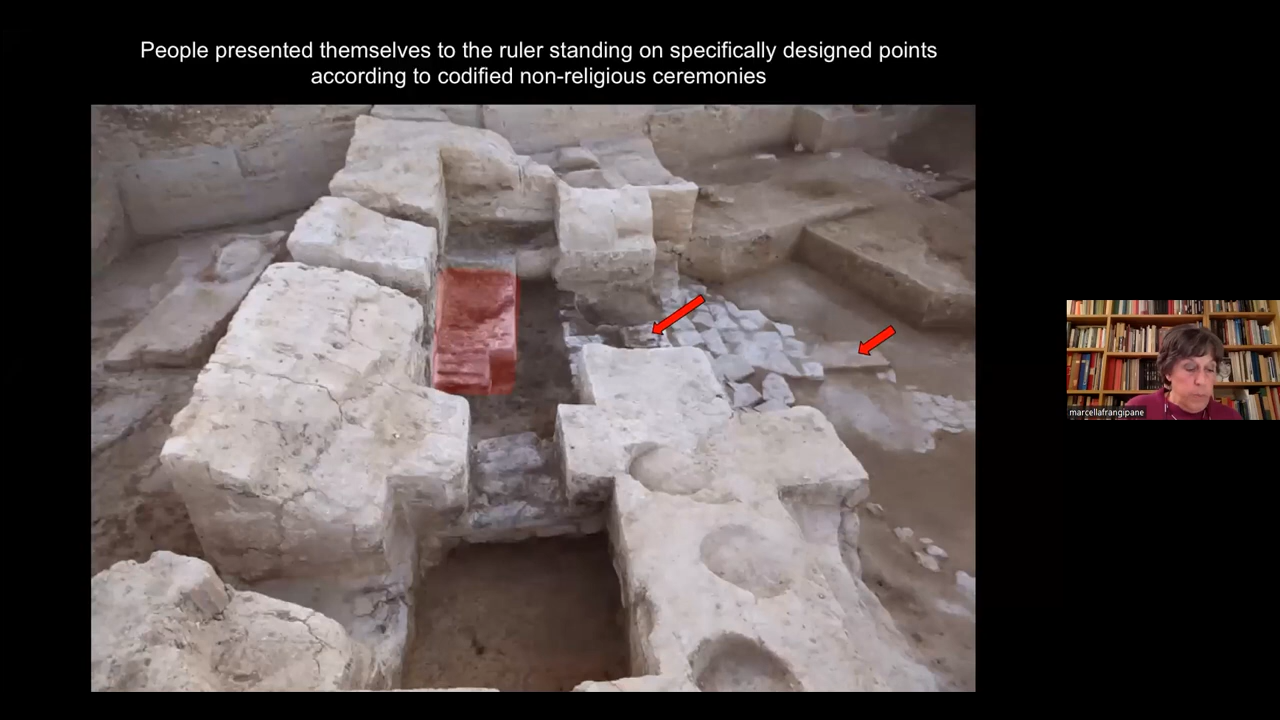 People presented themselves to the ruler standing on specifically designed points
according to codified non-religious ceremonies
marcellafrangipane